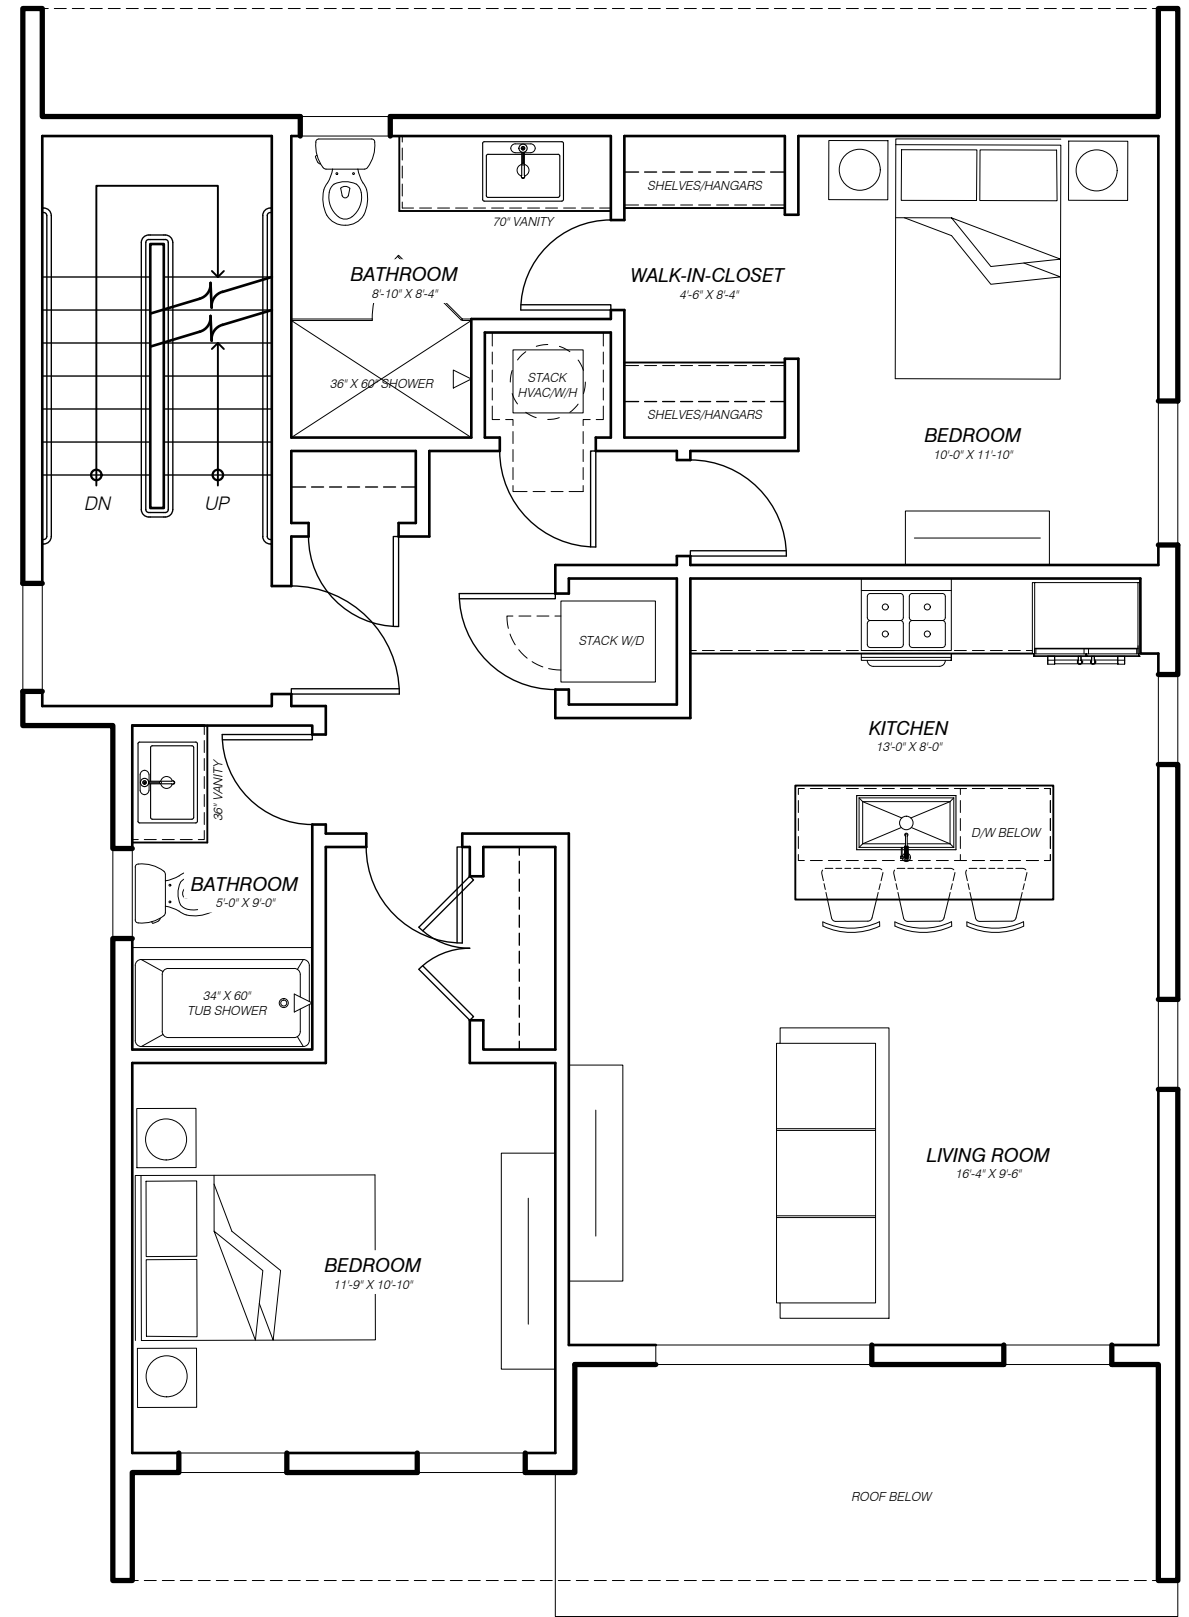 SHELVES/HANGARS
70" VANITY
BATHROOM
8'-10" X 8'-4"
WALK-IN-CLOSET
4'-6" X 8'-4"
36" X 60" SHOWER
STACK
HVAC/W/H
SHELVES/HANGARS
BEDROOM
10'-0" X 11'-10"
DN
UP
STACK W/D
KITCHEN
13'-0" X 8'-0"
36" VANITY
D/W BELOW
BATHROOM
5'-0" X 9'-0"
34" X 60"
TUB SHOWER
LIVING ROOM
16'-4" X 9'-6"
BEDROOM
11'-9" X 10'-10"
ROOF BELOW